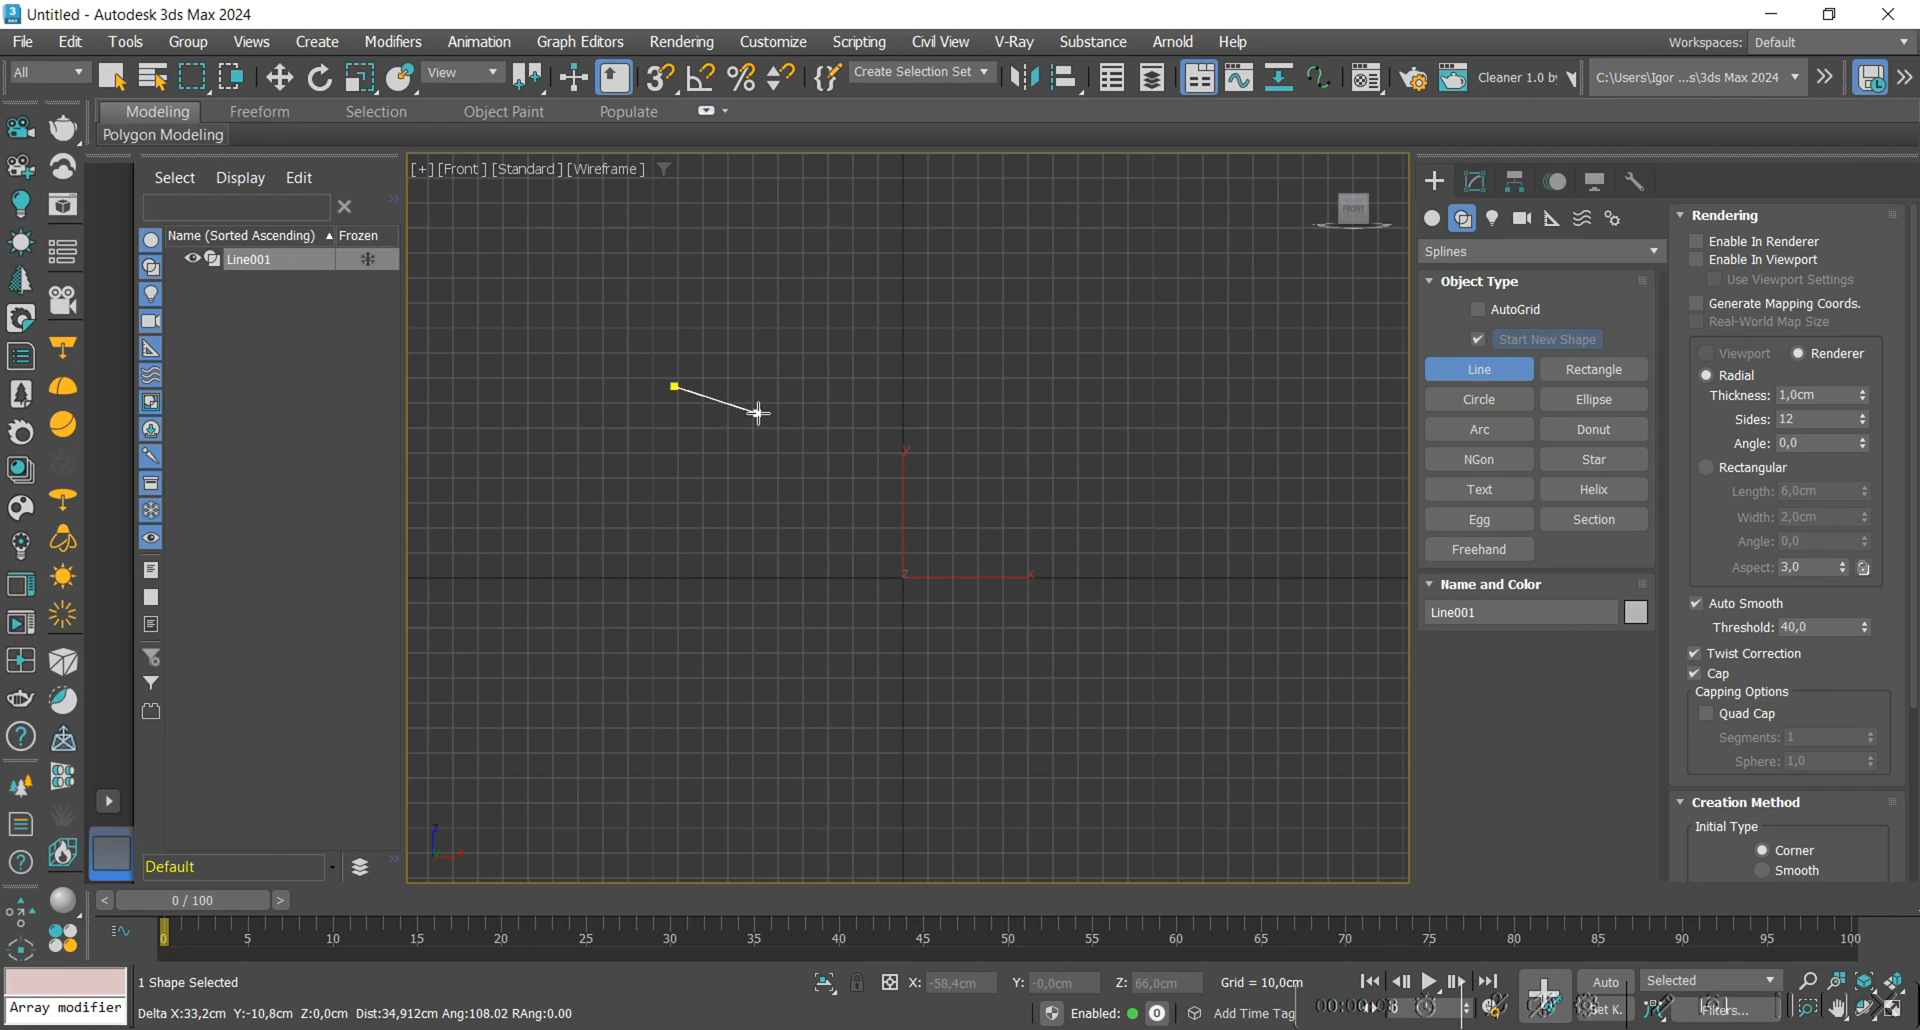 Untitled - Autodesk 3ds Max 2024
File Edit Tools Group Views Create Modifiers Animation Graph Editors Rendering Customize Scripting Civil View V-Ray Substance Arnold Help Workspaces: Default
All View Create Selection Set Cleaner 1.0 b C:\Users\Igor ...s\3ds Max 2024
Modeling Freeform Selection Object Paint Populate
Polygon Modeling
Select Display Edit
Name (Sorted Ascending) Frozen
Line001
Default
[+] [Front ] [Standard ] [Wireframe ]
FRONT
y
z x
z
Splines
Object Type
AutoGrid
Start New Shape
Line Rectangle
Circle Ellipse
Arc Donut
NGon Star
Text Helix
Egg Section
Freehand
Name and Color
Line001
Rendering
Enable In Renderer
Enable In Viewport
Use Viewport Settings
Generate Mapping Coords.
Real-World Map Size
Viewport Renderer
Radial
Thickness: 1,0cm
Sides: 12
Angle: 0,0
Rectangular
Length: 6,0cm
Width: 2,0cm
Angle: 0,0
Aspect: 3,0
Auto Smooth
Threshold: 40,0
Twist Correction
Cap
Capping Options
Quad Cap
Segments: 1
Sphere: 1,0
Creation Method
Initial Type
Corner
Smooth
< 0 / 100 >
0 5 10 15 20 25 30 35 40 45 50 55 60 65 70 75 80 85 90 95 100
1 Shape Selected X: -58,4cm Y: -0,0cm Z: 66,0cm Grid = 10,0cm Auto Selected
Array modifier Delta X:33,2cm Y:-10,8cm Z:0,0cm Dist:34,912cm Ang:108.02 RAng:0.00 Enabled: 0 Add Time Tag Filters...